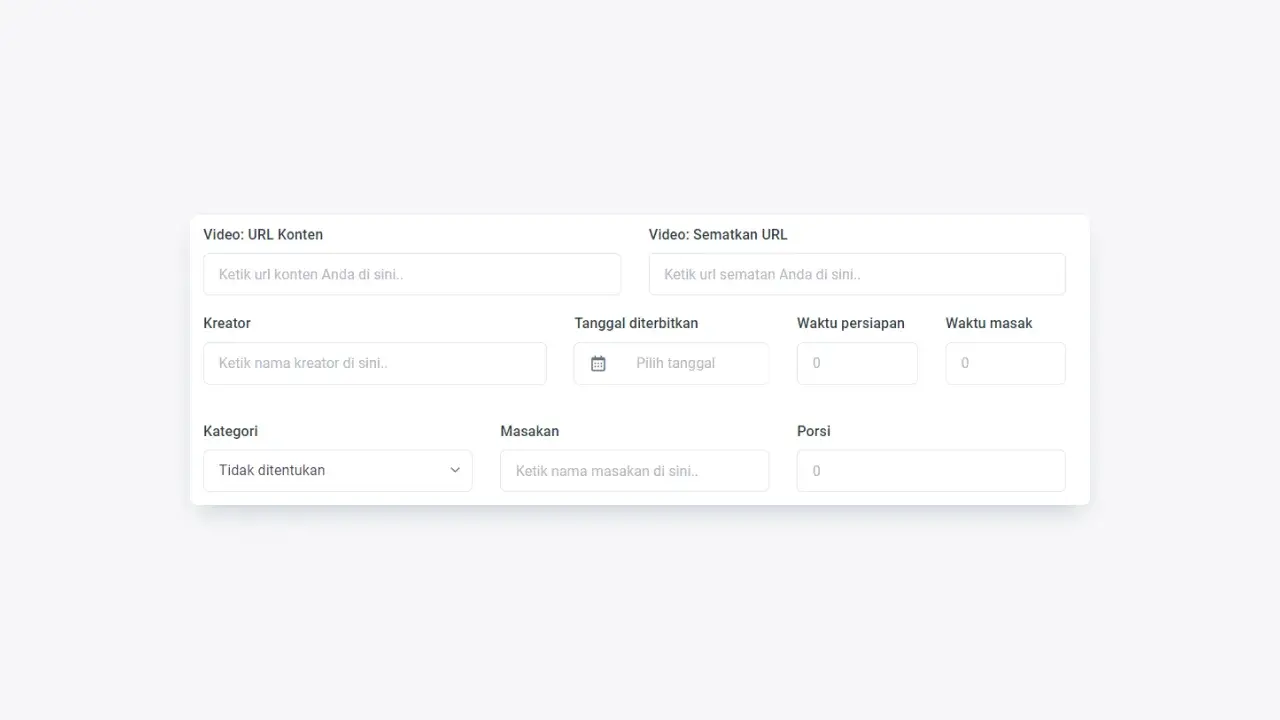 Video: URL Konten
Video: Sematkan URL
Ketik url konten Anda di sini..
Ketik url sematan Anda di sini..
Kreator
Tanggal diterbitkan
Waktu persiapan
Waktu masak
Ketik nama kreator di sini..
Pilih tanggal
0
0
Kategori
Masakan
Porsi
Tidak ditentukan
Ketik nama masakan di sini..
0